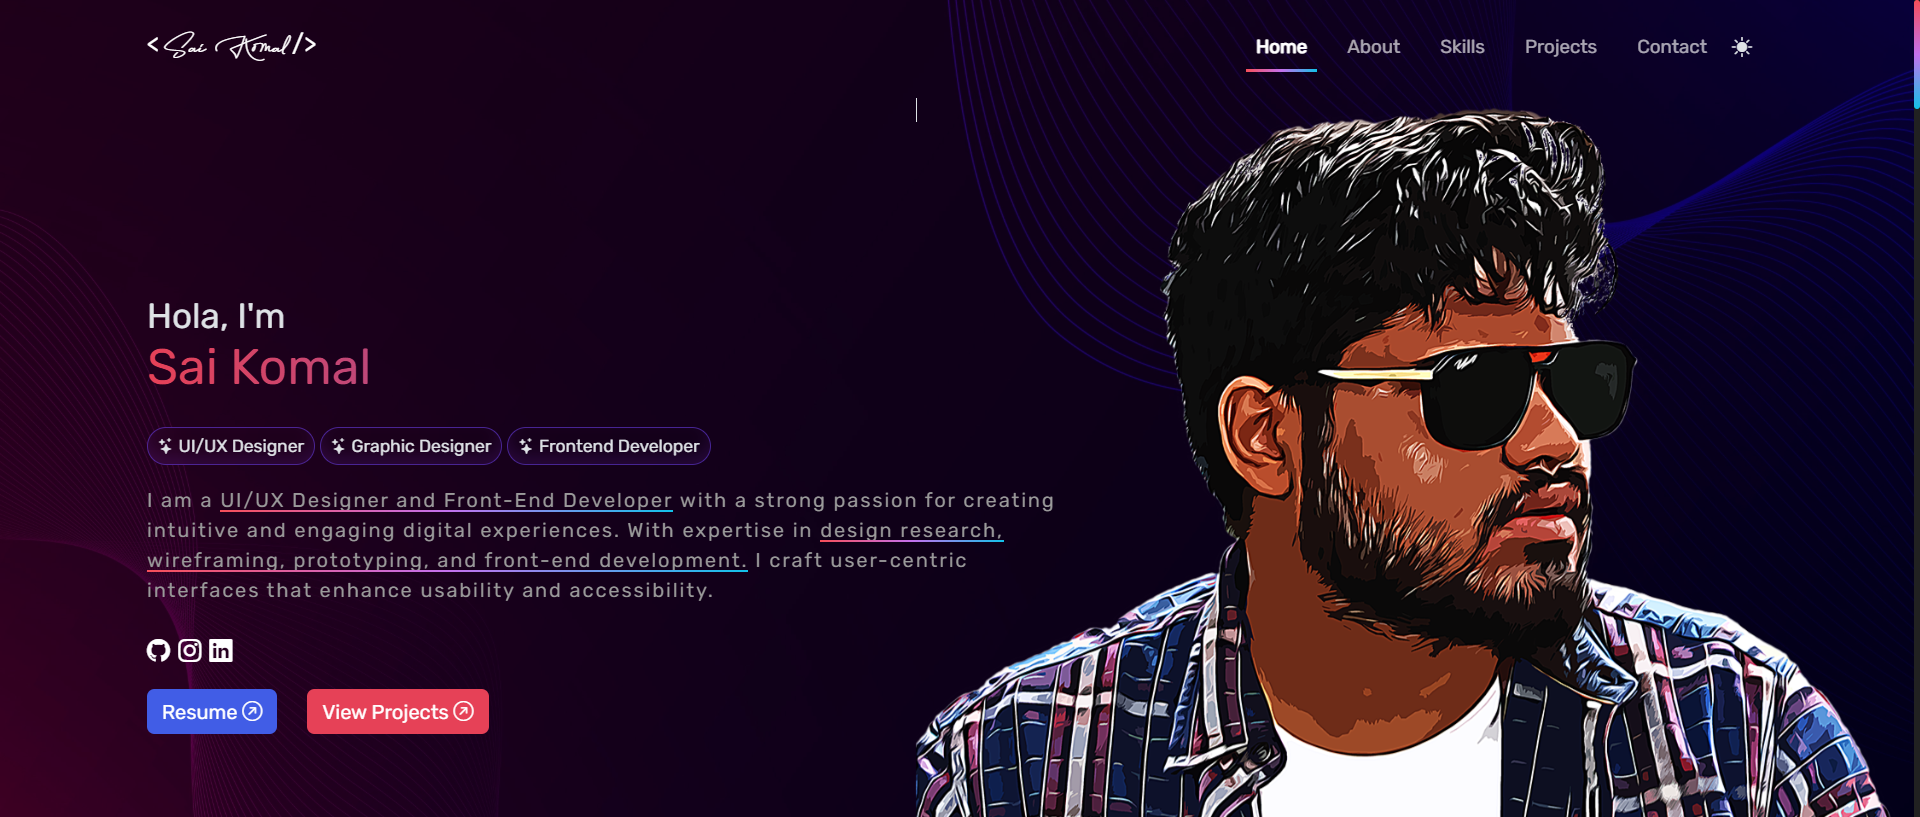 <Sai Komal/>
Home About Skills Projects Contact
Hola, I'm
Sai Komal
UI/UX Designer Graphic Designer Frontend Developer
I am a UI/UX Designer and Front-End Developer with a strong passion for creating
intuitive and engaging digital experiences. With expertise in design research,
wireframing, prototyping, and front-end development. I craft user-centric
interfaces that enhance usability and accessibility.
in
Resume View Projects